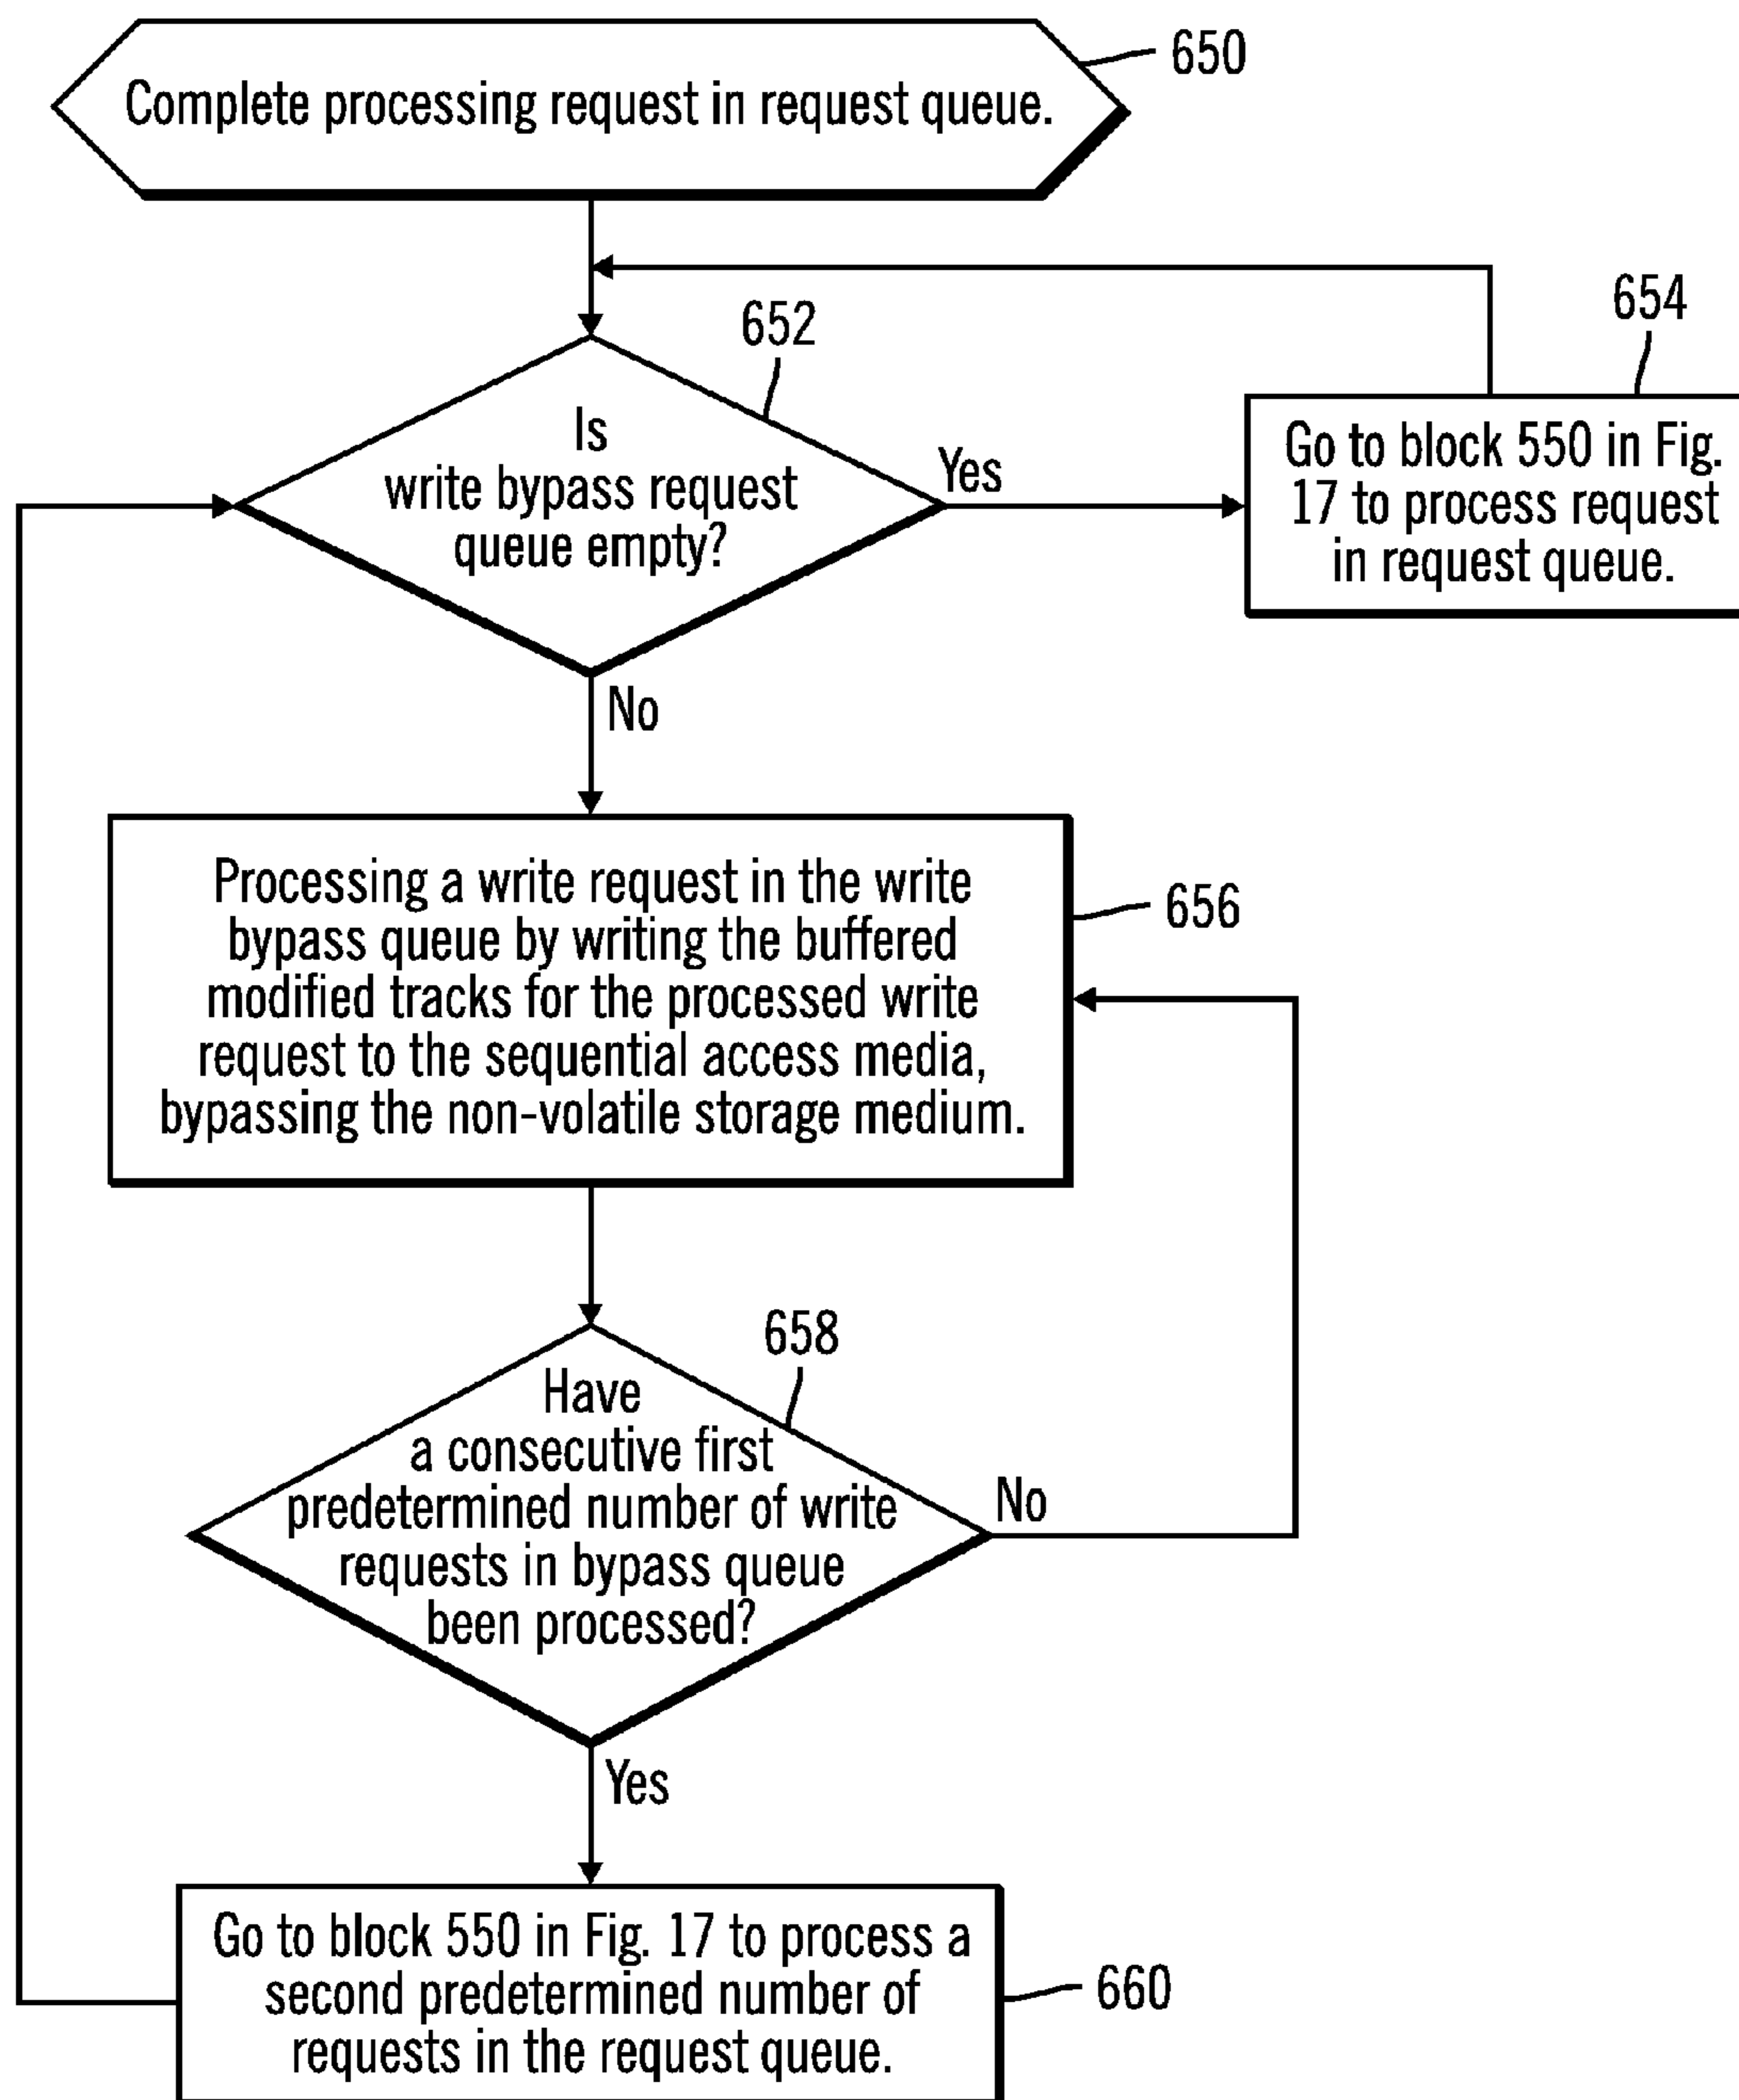 Complete processing request in request queue.
650
652
Is
write bypass request
queue empty?
Yes
654
Go to block 550 in Fig.
17 to process request
in request queue.
No
Processing a write request in the write
bypass queue by writing the buffered
modified tracks for the processed write
request to the sequential access media,
bypassing the non-volatile storage medium.
656
658
Have
a consecutive first
predetermined number of write
requests in bypass queue
been processed?
No
Yes
Go to block 550 in Fig. 17 to process a
second predetermined number of
requests in the request queue.
660